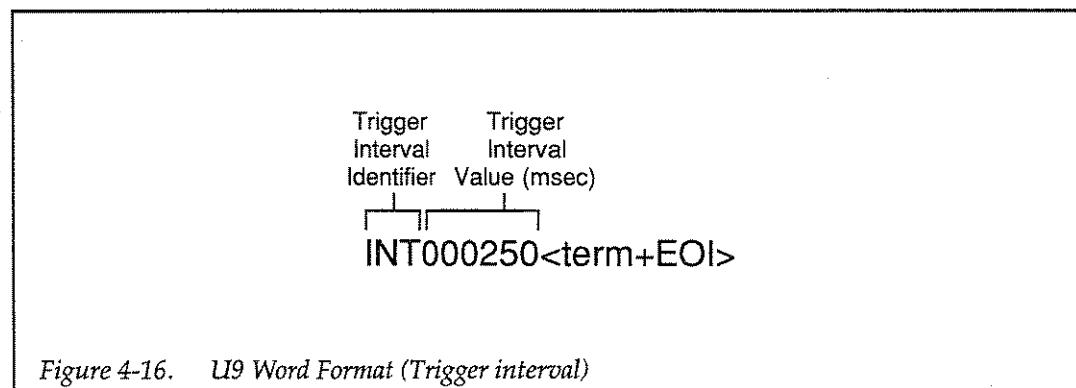 Trigger Trigger
Interval Interval
Identifier Value (msec)
INT000250<term+EOI>
Figure 4-16. U9 Word Format (Trigger interval)